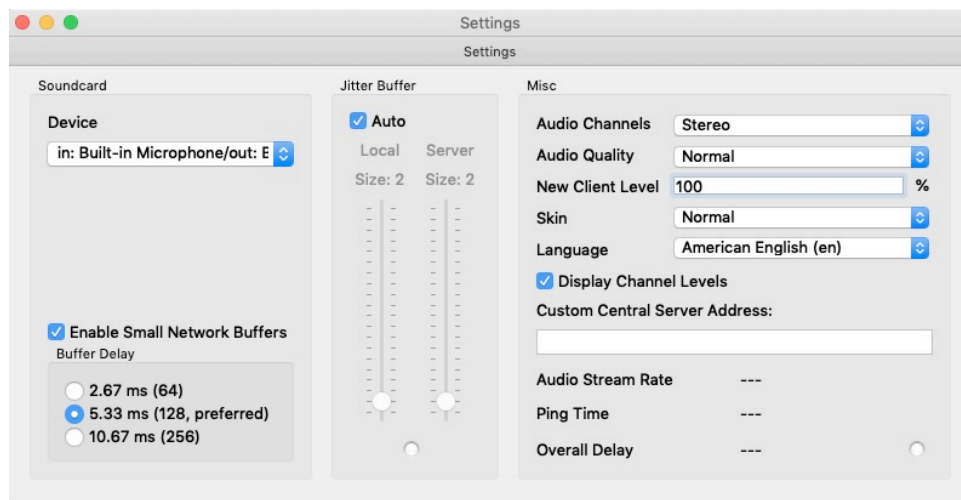 Settings
Settings
Soundcard
Device
in: Built-in Microphone/out: E
Enable Small Network Buffers
Buffer Delay
2.67 ms (64)
5.33 ms (128, preferred)
10.67 ms (256)
Jitter Buffer
Auto
Local Server
Size: 2 Size: 2
Misc
Audio Channels Stereo
Audio Quality Normal
New Client Level 100 %
Skin Normal
Language American English (en)
Display Channel Levels
Custom Central Server Address:
Audio Stream Rate ---
Ping Time ---
Overall Delay ---